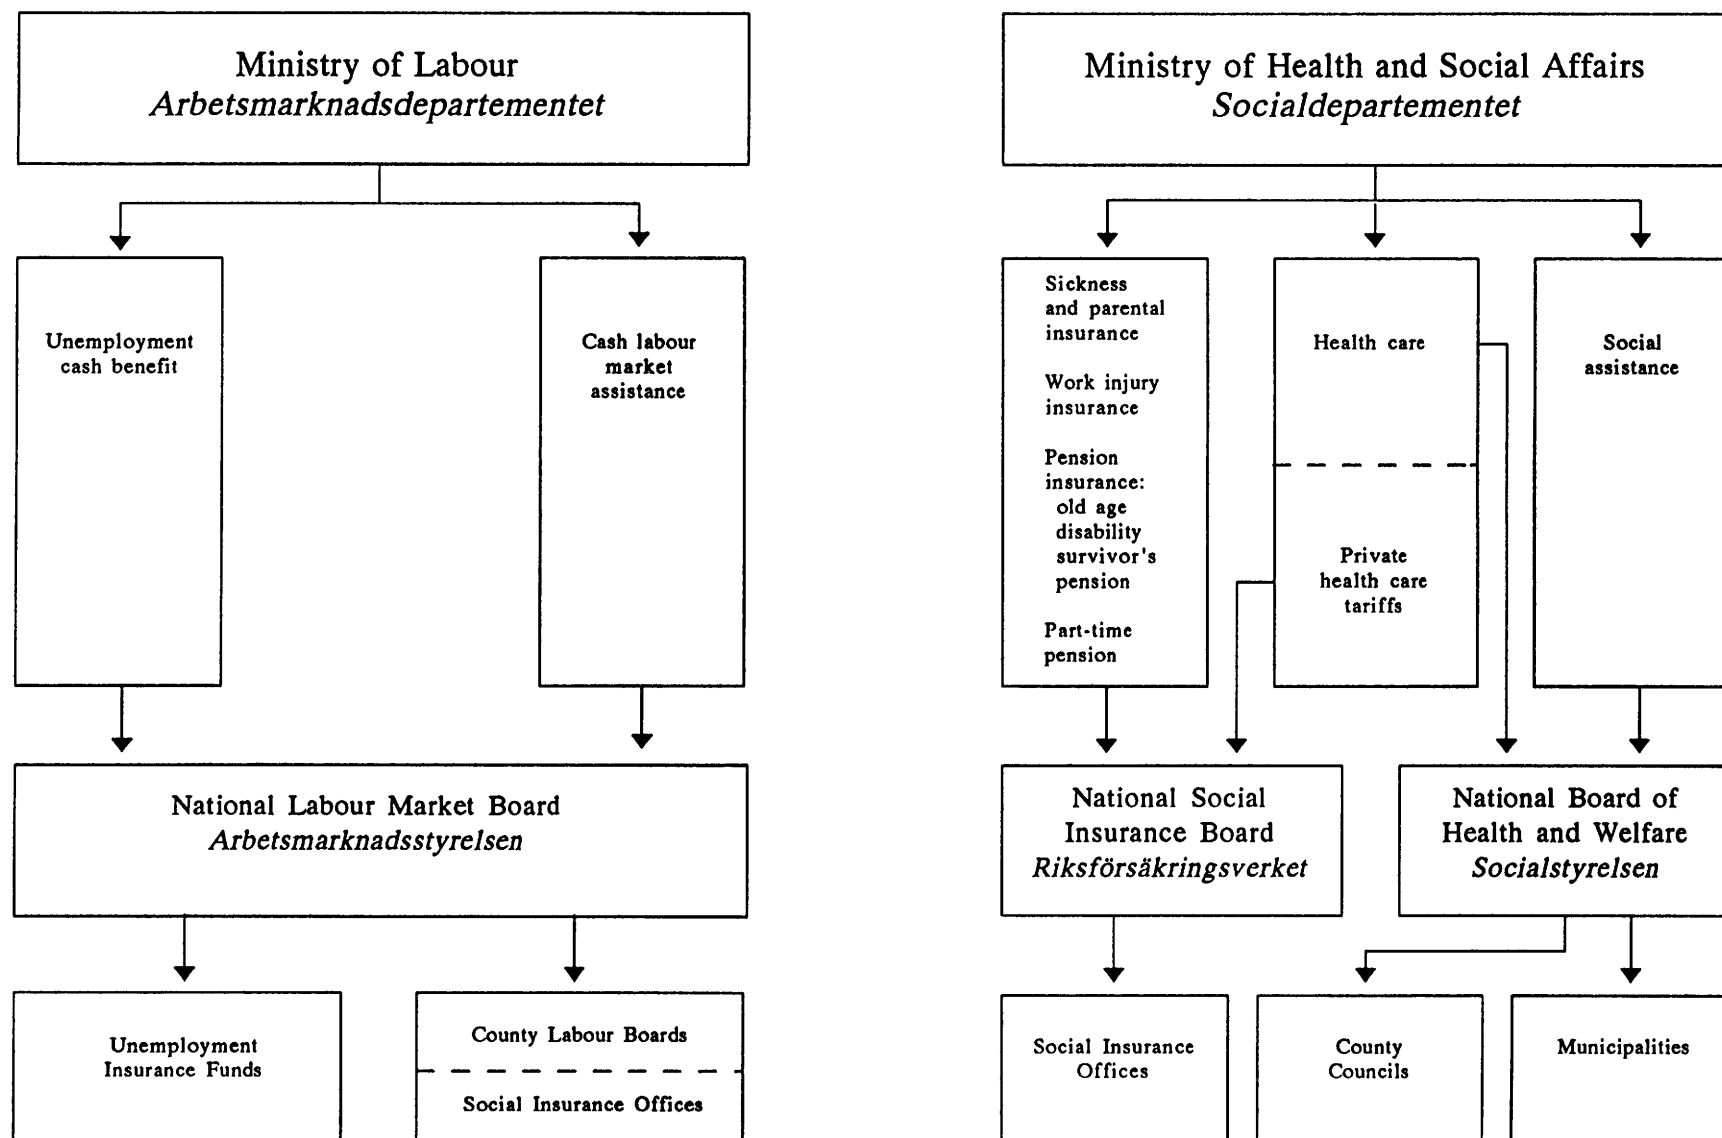 Ministry of Labour
Arbetsmarknadsdepartementet
Unemployment
cash benefit
Cash labour
market
assistance
National Labour Market Board
Arbetsmarknadsstyrelsen
Unemployment
Insurance Funds
County Labour Boards
Social Insurance Offices
Ministry of Health and Social Affairs
Socialdepartementet
Sickness
and parental
insurance
Work injury
insurance
Pension
insurance:
old age
disability
survivor's
pension
Part-time
pension
Health care
Private
health care
tariffs
Social
assistance
National Social
Insurance Board
Riksförsäkringsverket
National Board of
Health and Welfare
Socialstyrelsen
Social Insurance
Offices
County
Councils
Municipalities